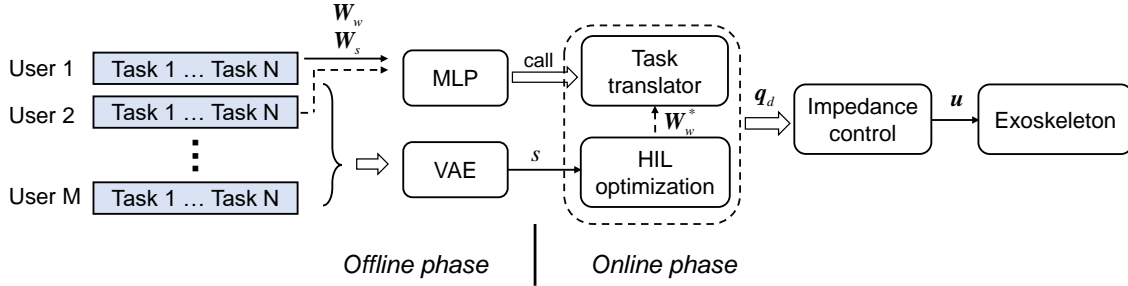 W_w
W_s
User 1
Task 1 … Task N
User 2
Task 1 … Task N
User M
Task 1 … Task N
MLP
call
Task
translator
VAE
s
W_w^*
HIL
optimization
q_d
Impedance
control
u
Exoskeleton
Offline phase
Online phase